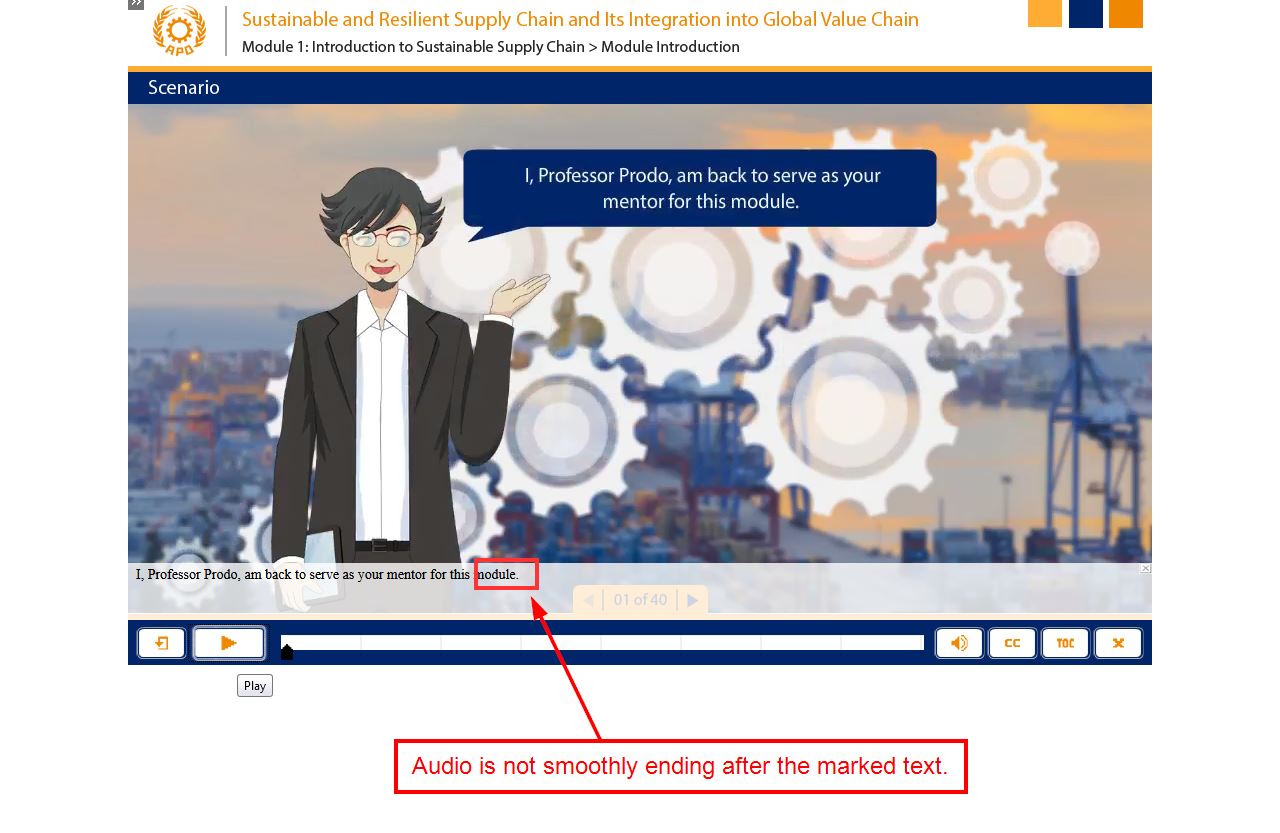 »
APO
Sustainable and Resilient Supply Chain and Its Integration into Global Value Chain
Module 1: Introduction to Sustainable Supply Chain > Module Introduction
Scenario
I, Professor Prodo, am back to serve as your
mentor for this module.
I, Professor Prodo, am back to serve as your mentor for this module.
01 of 40
CC
TOC
Play
Audio is not smoothly ending after the marked text.